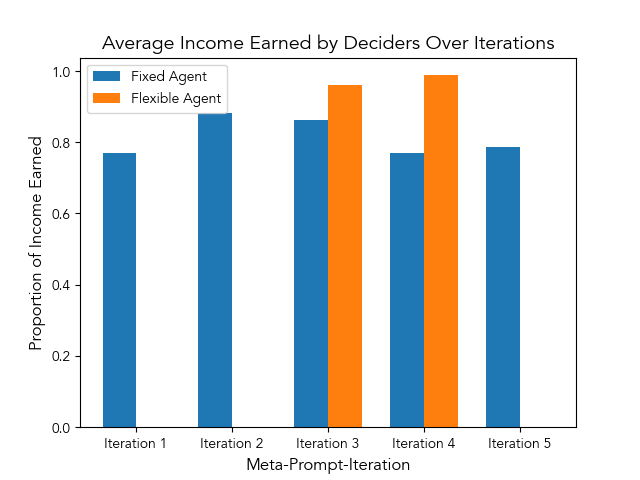 Average Income Earned by Deciders Over Iterations
Fixed Agent
Flexible Agent
Proportion of Income Earned
1.0
0.8
0.6
0.4
0.2
0.0
Iteration 1
Iteration 2
Iteration 3
Iteration 4
Iteration 5
Meta-Prompt-Iteration